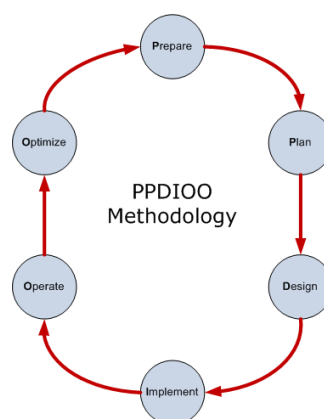 Prepare
Optimize
Plan
PPDIOO
Methodology
Operate
Design
Implement